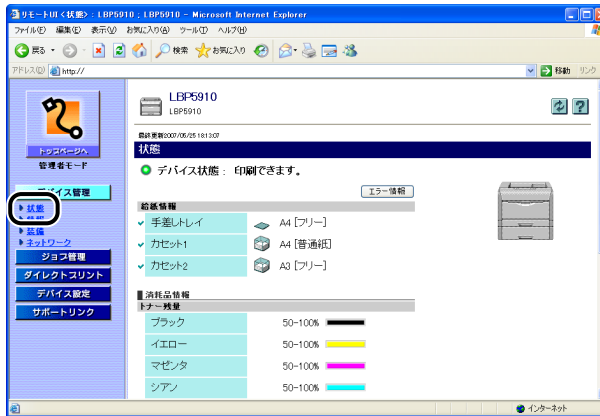 リモートUI <状態> : LBP5910 ; LBP5910 - Microsoft Internet Explorer
ファイル(F) 編集(E) 表示(V) お気に入り(A) ツール(T) ヘルプ(H)
戻る 検索 お気に入り
アドレス(D) http:// 移動 リンク
LBP5910
LBP5910
最終更新2007/06/25 18:13:07
トップページへ
管理者モード
状態
デバイス状態 : 印刷できます。
デバイス管理
エラー情報
状態
情報
装備
ネットワーク
ジョブ管理
ダイレクトプリント
デバイス設定
サポートリンク
給紙情報
手差しトレイ A4 [フリー]
カセット1 A4 [普通紙]
カセット2 A3 [フリー]
消耗品情報
トナー残量
ブラック 50-100%
イエロー 50-100%
マゼンタ 50-100%
シアン 50-100%
インターネット